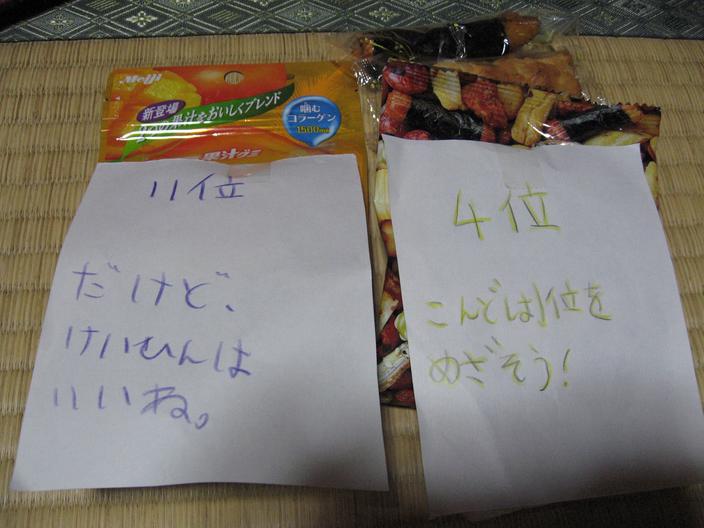 Meiji
新登場
果汁をおいしくブレンド
噛む
コラーゲン
1500mg
果汁グミ
11位
だけど、
けいひんは
いいね。
4位
こんどは1位を
めざそう!